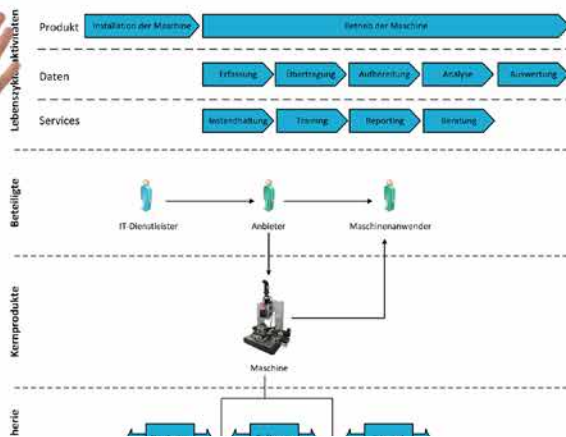 Lebenszyklusaktivitäten
Produkt
Installation der Maschine
Betrieb der Maschine
Daten
Erfassung
Übertragung
Aufbereitung
Analyse
Auswertung
Services
Instandhaltung
Training
Reporting
Beratung
Beteiligte
IT-Dienstleister
Anbieter
Maschinenanwender
Kernprodukte
Maschine
herie